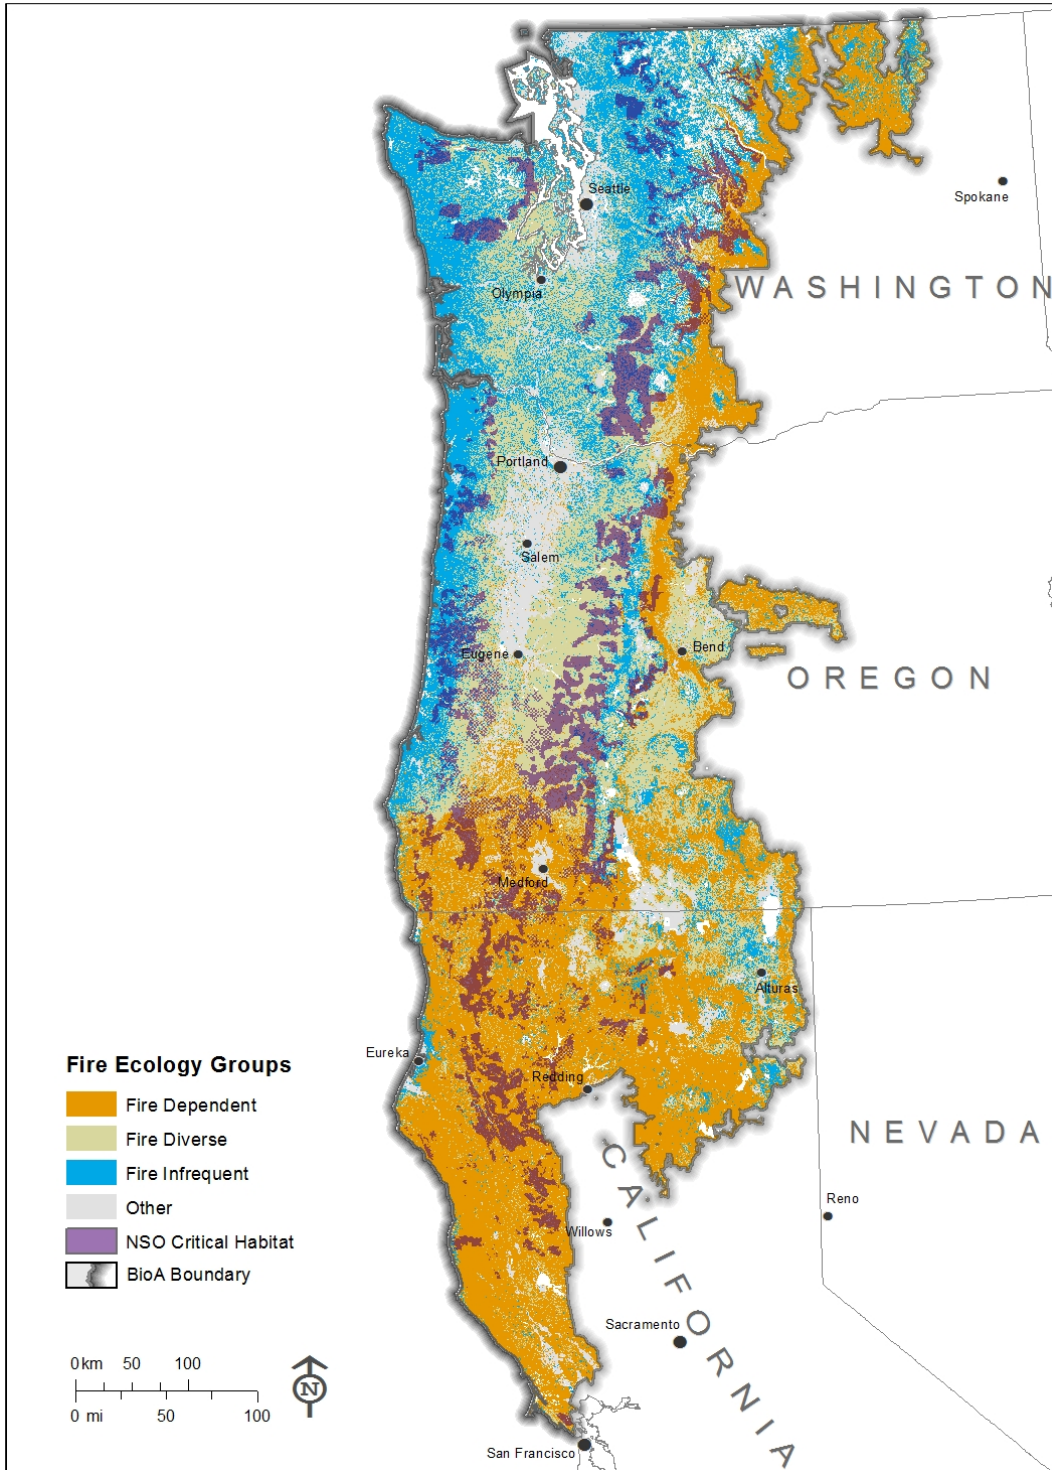 Seattle
Spokane
WASHINGTON
Olympia
Portland
Salem
Eugene
Bend
OREGON
Medford
Alturas
Eureka
Redding
Fire Ecology Groups
Fire Dependent
Fire Diverse
Fire Infrequent
Other
NSO Critical Habitat
BioA Boundary
NEVADA
CALIFORNIA
Reno
Willows
Sacramento
San Francisco
0 km 50 100
0 mi 50 100
N